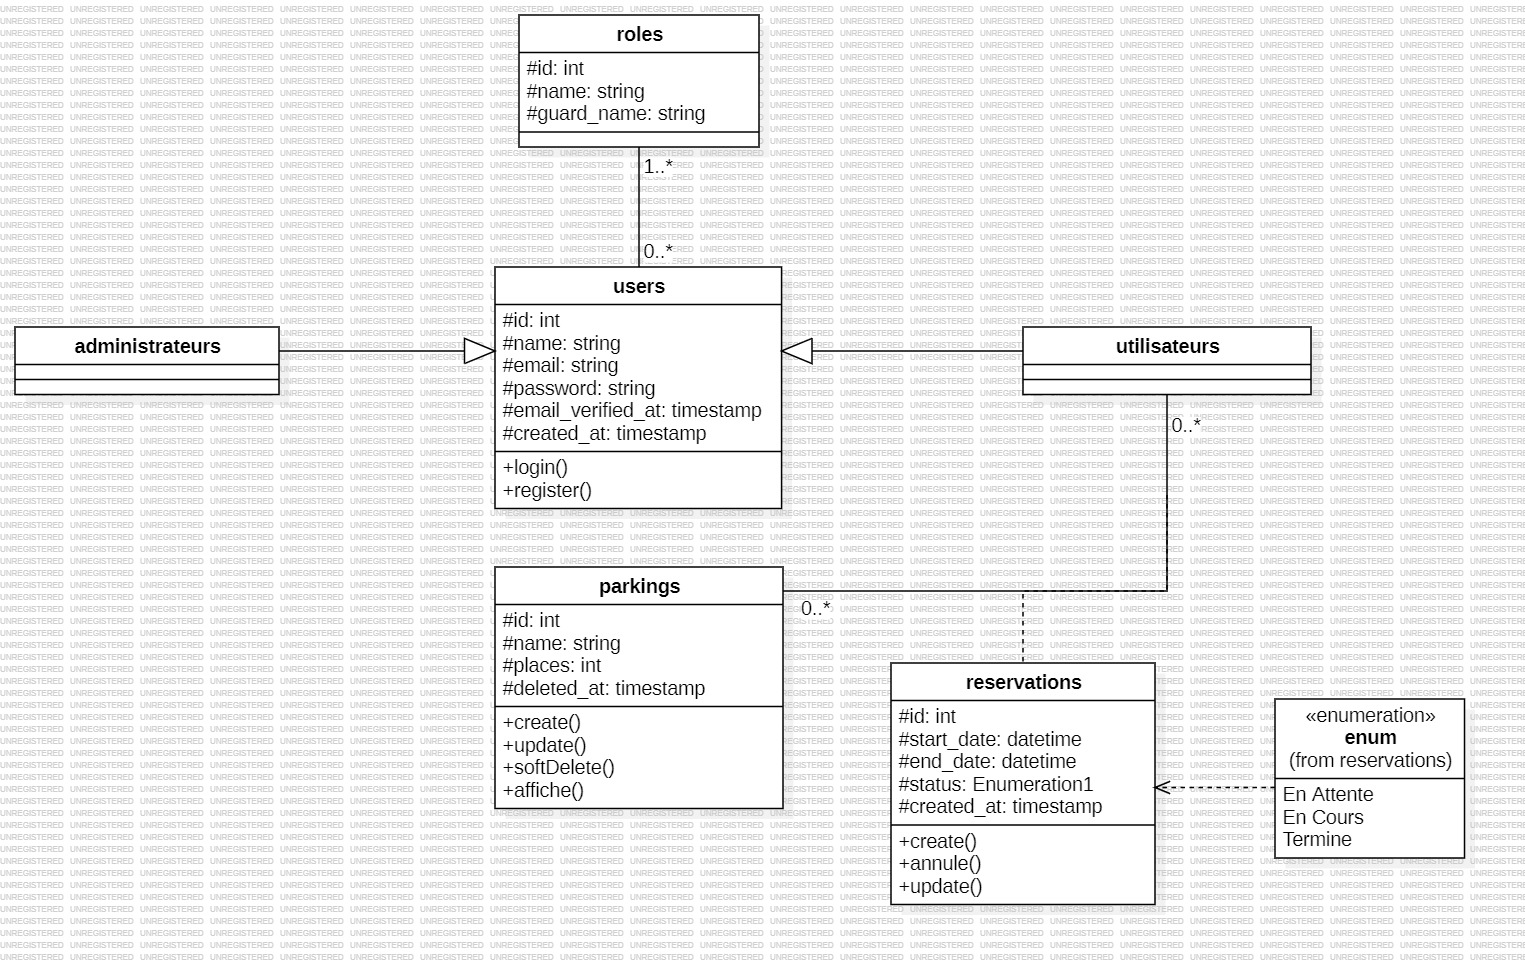 roles
#id: int
#name: string
#guard_name: string
1..*
0..*
users
#id: int
#name: string
#email: string
#password: string
#email_verified_at: timestamp
#created_at: timestamp
+login()
+register()
administrateurs
utilisateurs
0..*
parkings
#id: int
#name: string
#places: int
#deleted_at: timestamp
+create()
+update()
+softDelete()
+affiche()
0..*
reservations
#id: int
#start_date: datetime
#end_date: datetime
#status: Enumeration1
#created_at: timestamp
+create()
+annule()
+update()
«enumeration»
enum
(from reservations)
En Attente
En Cours
Termine
UNREGISTERED